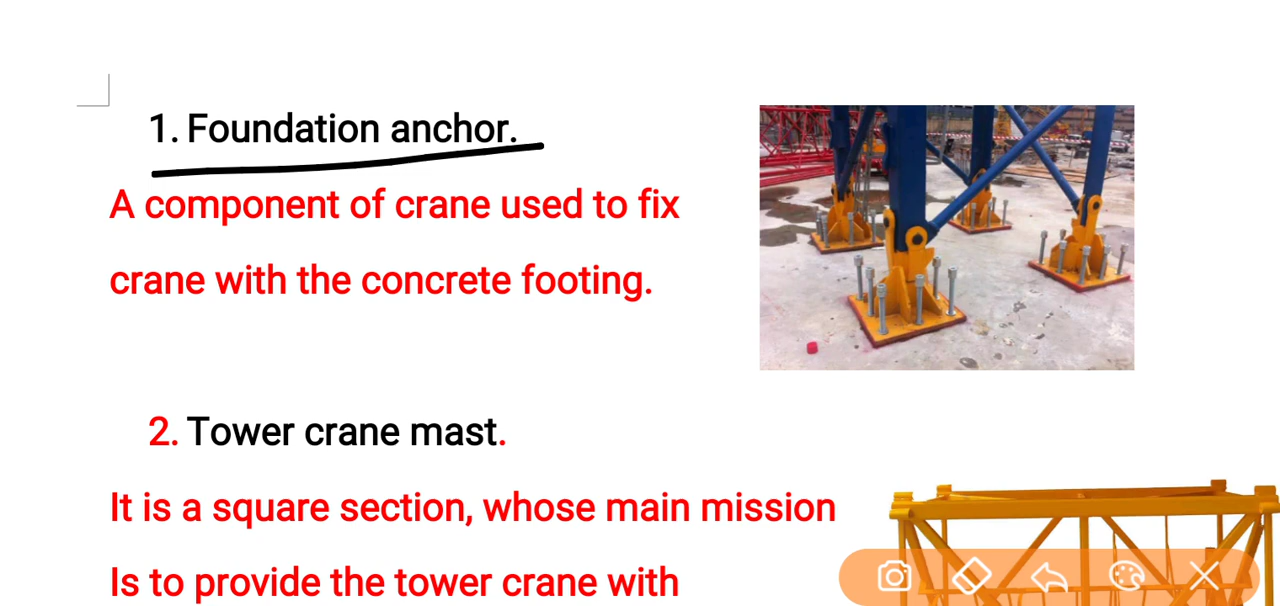 1. Foundation anchor.
A component of crane used to fix
crane with the concrete footing.
2. Tower crane mast.
It is a square section, whose main mission
Is to provide the tower crane with